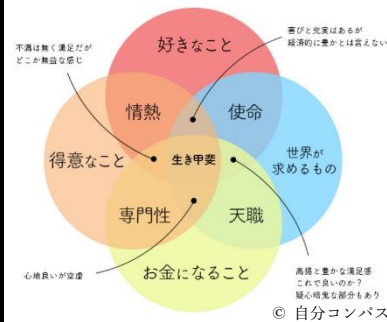 好きなこと
不満は無く満足だが
どこか無益な感じ
喜びと充実はあるが
経済的に豊かとは言えない
情熱
使命
得意なこと
生き甲斐
世界が
求めるもの
専門性
天職
心地良いが空虚
お金になること
高揚と豊かな満足感
これで良いのか？
疑心暗鬼な部分もあり
© 自分コンパス